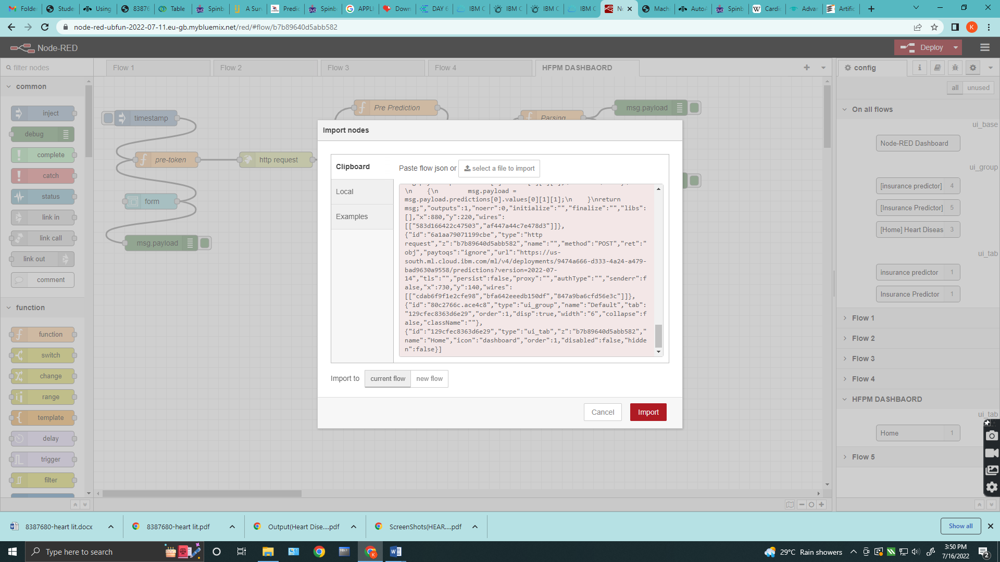 Folde
Stude
Using
83876
Table
Spinb
A Sur
Predic
Spinb
APPLI
Down
DAY 6
IBM C
IBM C
IBM C
IBM C
Mach
AutoA
Spinb
Cardio
Advar
Artific
node-red-ubfun-2022-07-11.eu-gb.mybluemix.net/red/#flow/b7b89640d5abb582
K
Node-RED
Deploy
filter nodes
Flow 1
Flow 2
Flow 3
Flow 4
HFPM DASHBAORD
config
all
unused
common
inject
debug
complete
catch
status
link in
link call
link out
comment
function
function
switch
change
range
template
delay
trigger
filter
timestamp
pre-token
http request
form
msg.payload
Pre Prediction
Parsing
msg.payload
Import nodes
Clipboard
Local
Examples
Paste flow json or
select a file to import
\n    {\n        msg.payload =
msg.payload.predictions[0].values[0][1][1];\n    }\nreturn
msg;","outputs":1,"noerr":0,"initialize":"","finalize":"","libs":
[],"x":880,"y":220,"wires":
[["583d166422c47503","af447a44c7e478d3"]]},
{"id":"6a1aa79071199cbe","type":"http
request","z":"b7b89640d5abb582","name":"","method":"POST","ret":"
obj","paytoqs":"ignore","url":"https://us-
south.ml.cloud.ibm.com/ml/v4/deployments/9474a666-d333-4a24-a479-
bad9630a9558/predictions?version=2022-07-
14","tls":"","persist":false,"proxy":"","authType":"","senderr":f
alse,"x":730,"y":140,"wires":
[["cdab6f9f1e2cfe98","bfa642eeedb150df","847a9ba6cfd56e3c"]]},
{"id":"80c2766c.ace4c8","type":"ui_group","name":"Default","tab":
"129cfec8363d6e29","order":1,"disp":true,"width":"6","collapse":f
alse,"className":""},
{"id":"129cfec8363d6e29","type":"ui_tab","z":"b7b89640d5abb582","
name":"Home","icon":"dashboard","order":1,"disabled":false,"hidde
n":false}]
Import to
current flow
new flow
Cancel
Import
On all flows
ui_base
Node-RED Dashboard
ui_group
[insurance predictor] 4
[Insurance Predictor] 5
[Home] Heart Diseas 3
ui_tab
insurance predictor 1
Insurance Predictor 1
Flow 1
Flow 2
Flow 3
Flow 4
HFPM DASHBAORD
ui_tab
Home 1
Flow 5
8387680-heart lit.docx
8387680-heart lit.pdf
Output(Heart Dise....pdf
ScreenShots(HEAR....pdf
Show all
Type here to search
29°C Rain showers
3:50 PM
7/16/2022
2